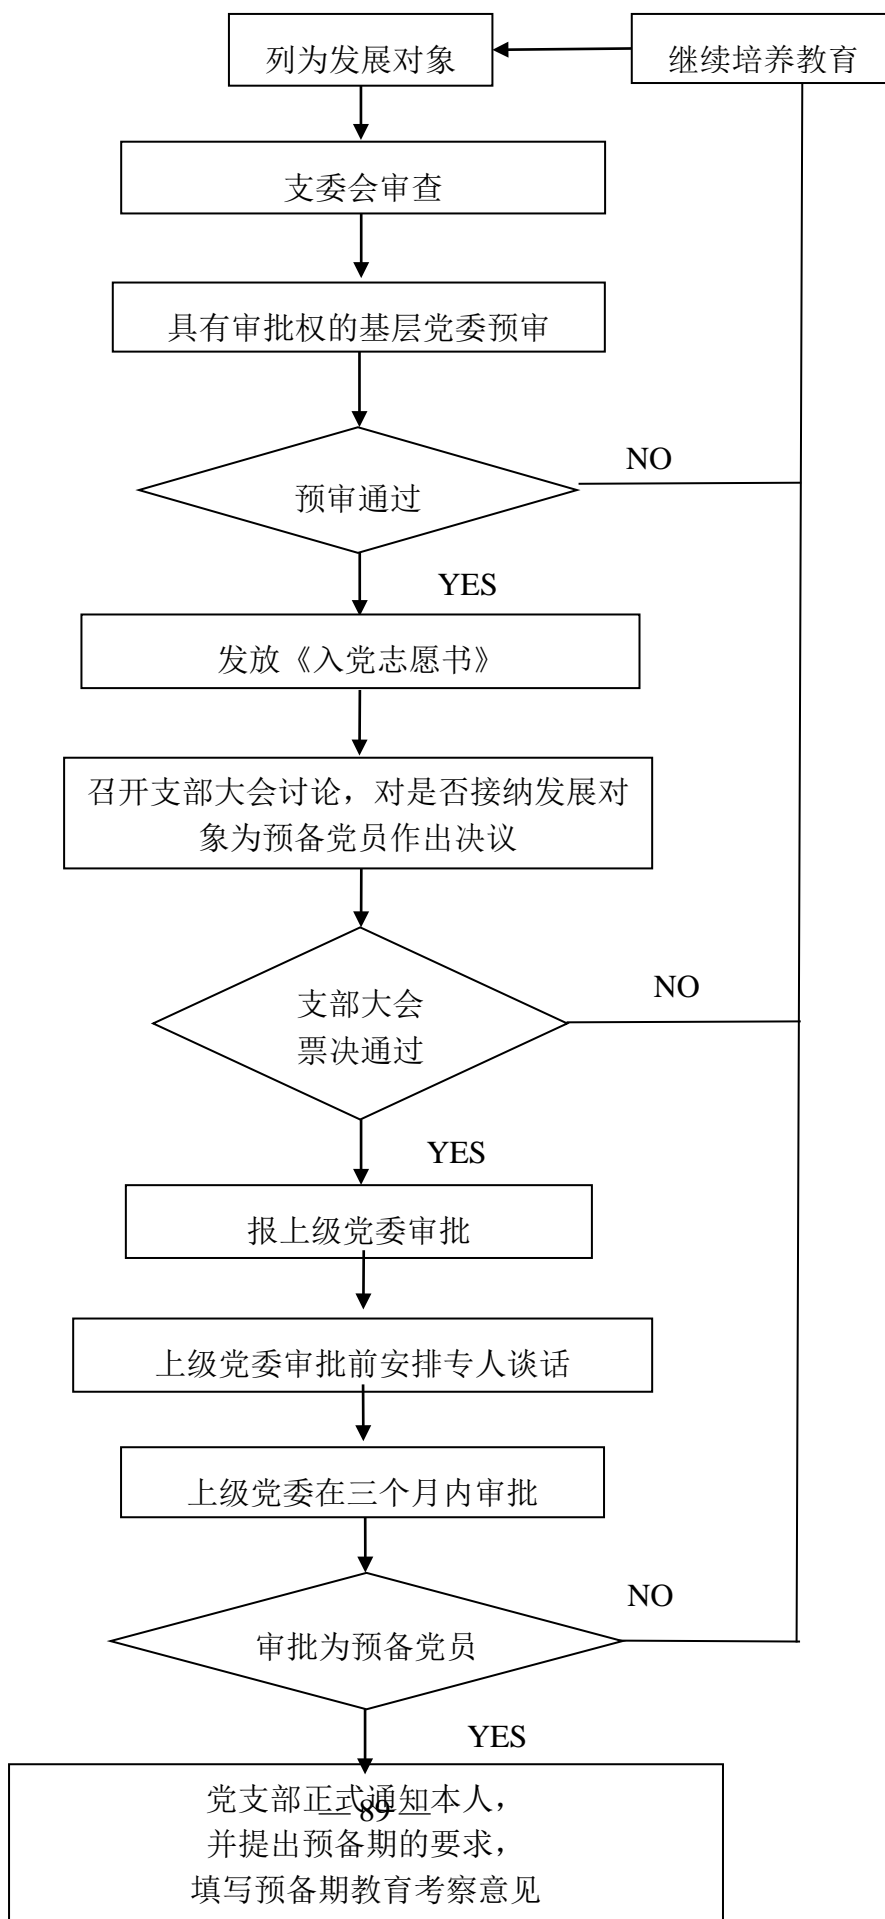 列为发展对象
继续培养教育
支委会审查
具有审批权的基层党委预审
预审通过
NO
YES
发放《入党志愿书》
召开支部大会讨论，对是否接纳发展对
象为预备党员作出决议
支部大会
票决通过
NO
YES
报上级党委审批
上级党委审批前安排专人谈话
上级党委在三个月内审批
审批为预备党员
NO
YES
党支部正式通知本人，
— 89 —
并提出预备期的要求，
填写预备期教育考察意见